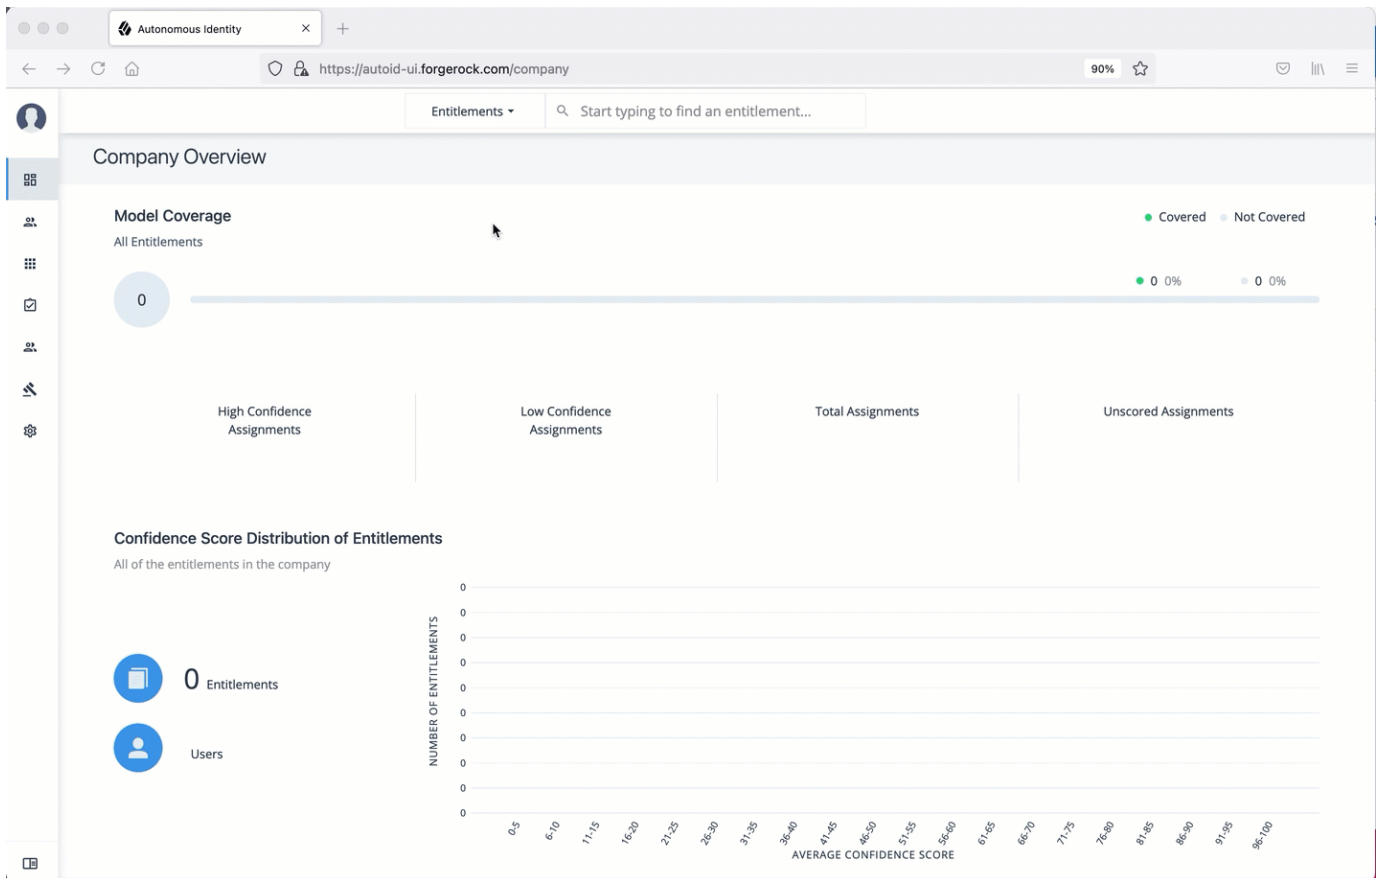 Autonomous Identity
https://autoid-ui.forgerock.com/company
90%
Entitlements
Start typing to find an entitlement...
Company Overview
Model Coverage
Covered
Not Covered
All Entitlements
0 0%
0 0%
0
High Confidence
Assignments
Low Confidence
Assignments
Total Assignments
Unscored Assignments
Confidence Score Distribution of Entitlements
All of the entitlements in the company
0 Entitlements
Users
NUMBER OF ENTITLEMENTS
0
0
0
0
0
0
0
0
0
0
0-5
6-10
11-15
16-20
21-25
26-30
31-35
36-40
41-45
46-50
51-55
56-60
61-65
66-70
71-75
76-80
81-85
86-90
91-95
96-100
AVERAGE CONFIDENCE SCORE